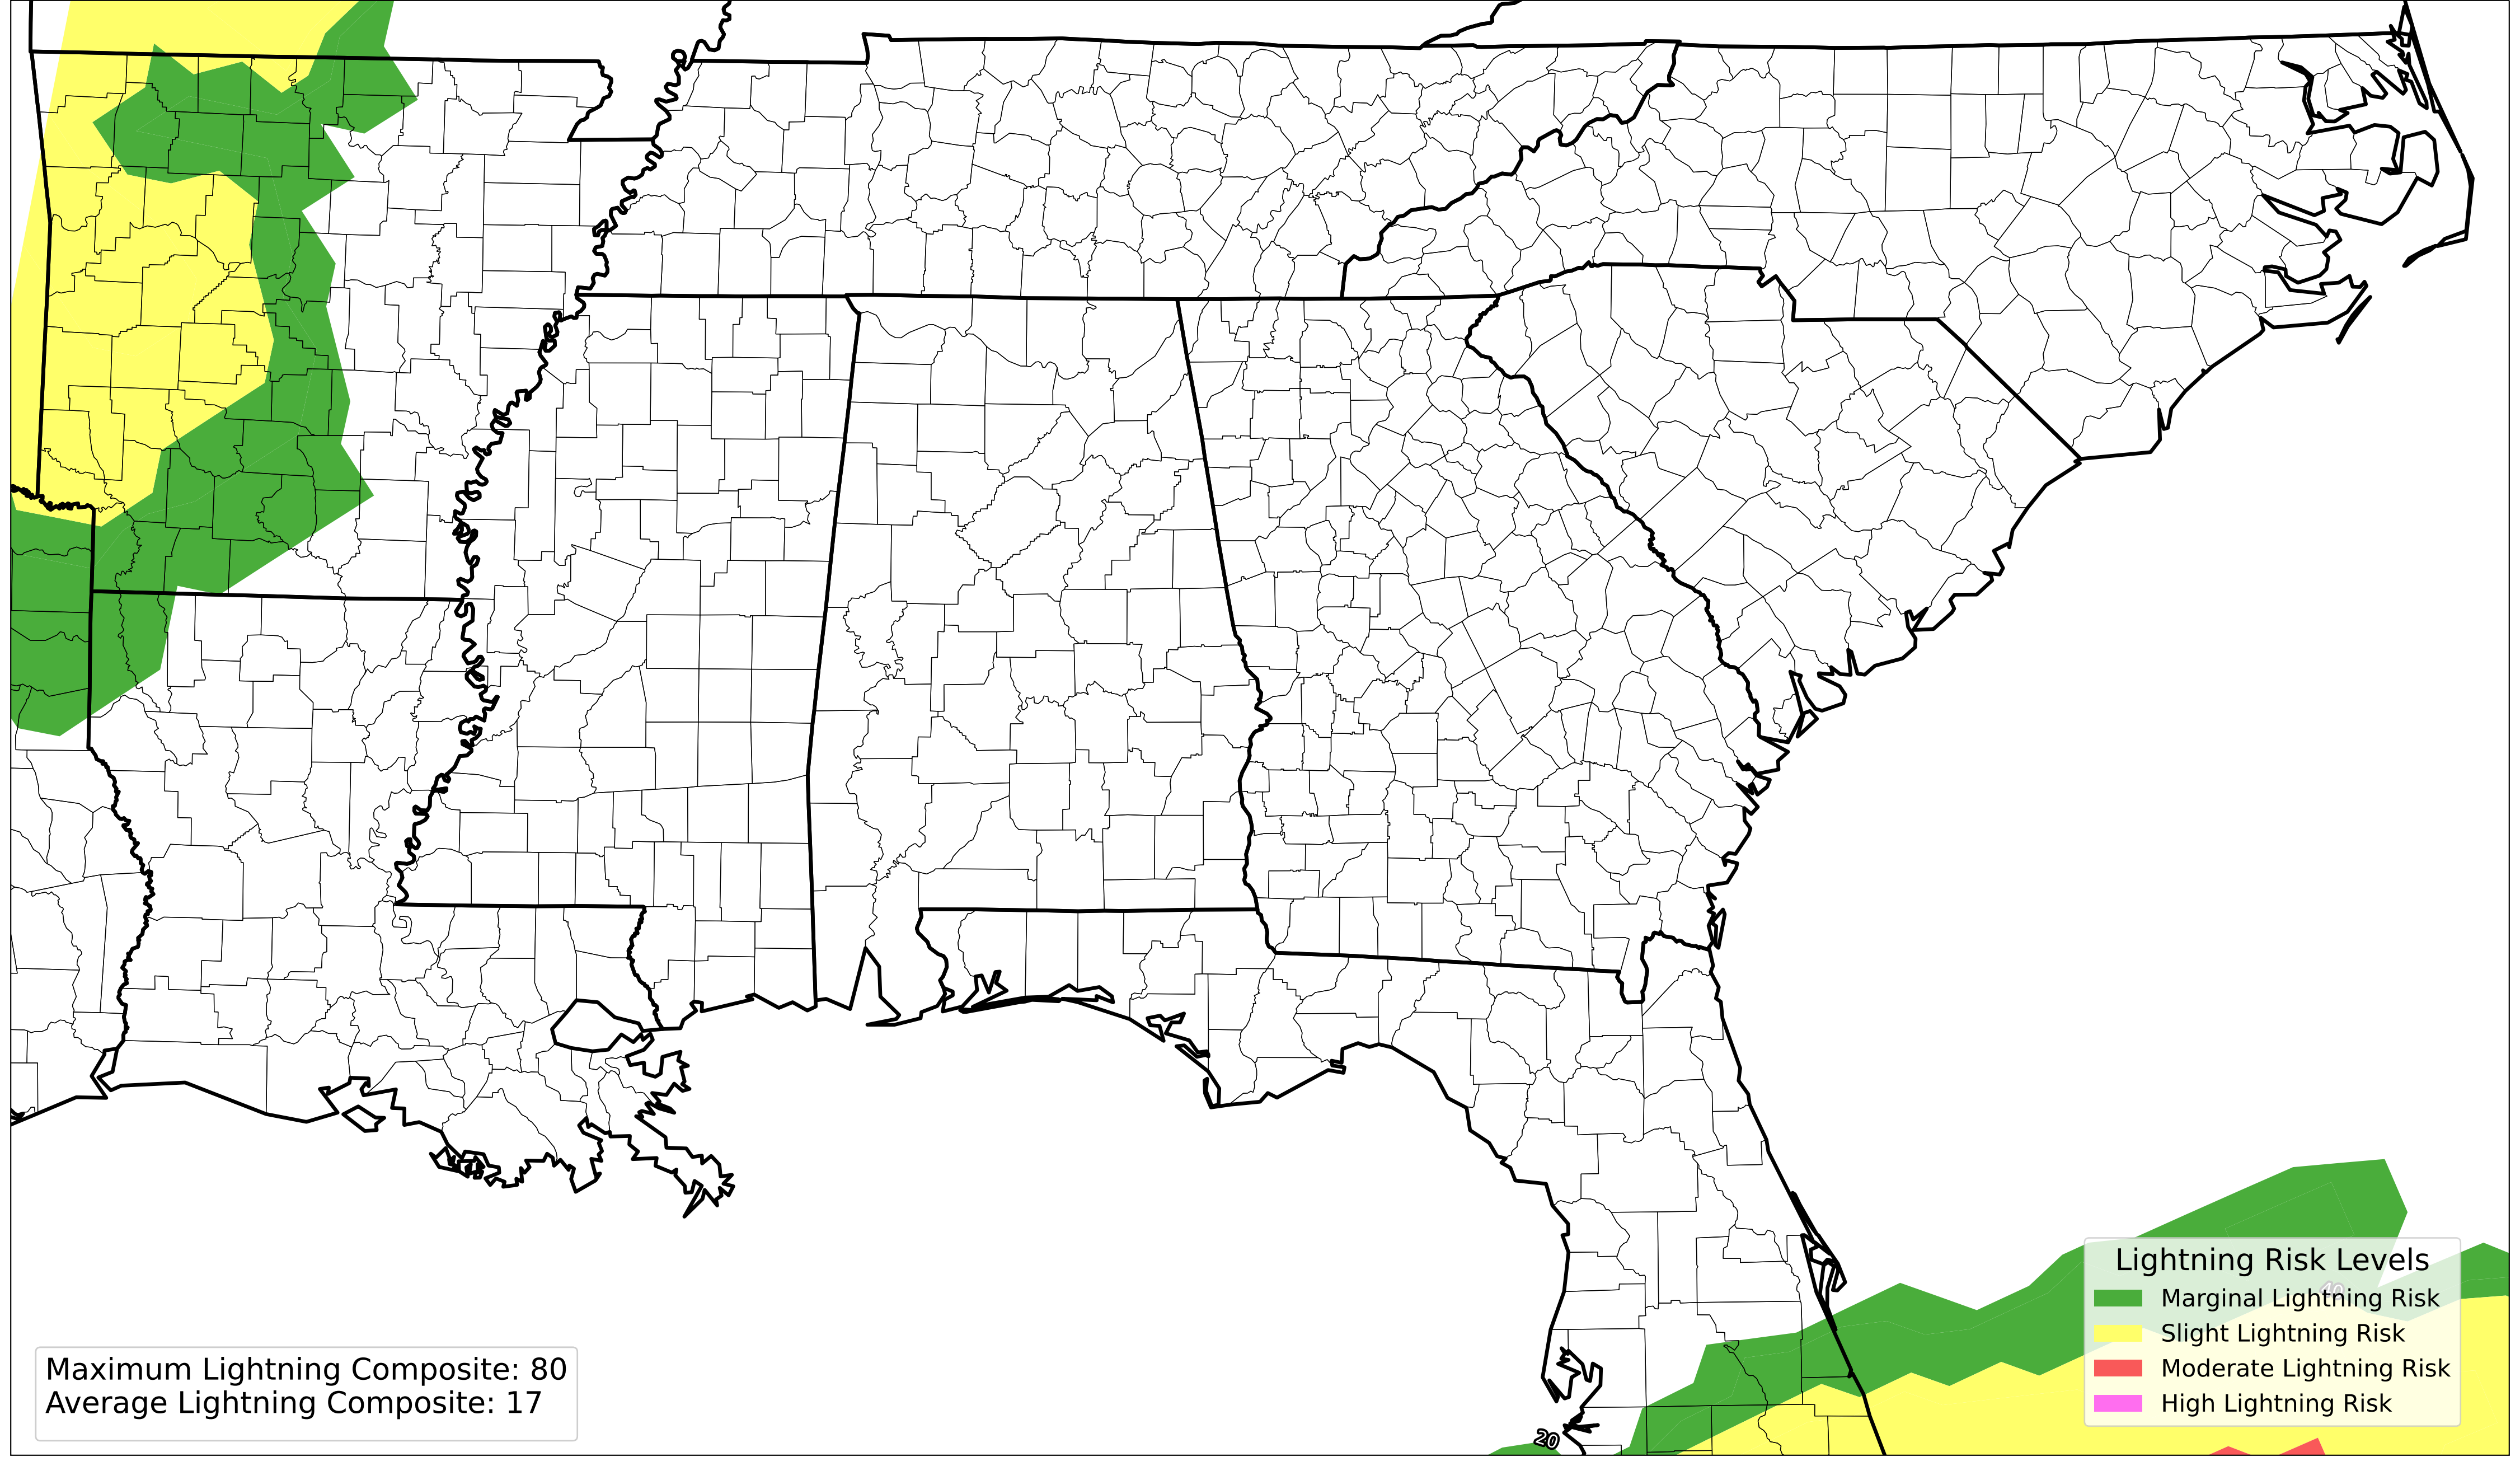 Lightning Risk Levels
40
Marginal Lightning Risk
Slight Lightning Risk
Moderate Lightning Risk
High Lightning Risk
Maximum Lightning Composite: 80
Average Lightning Composite: 17
20